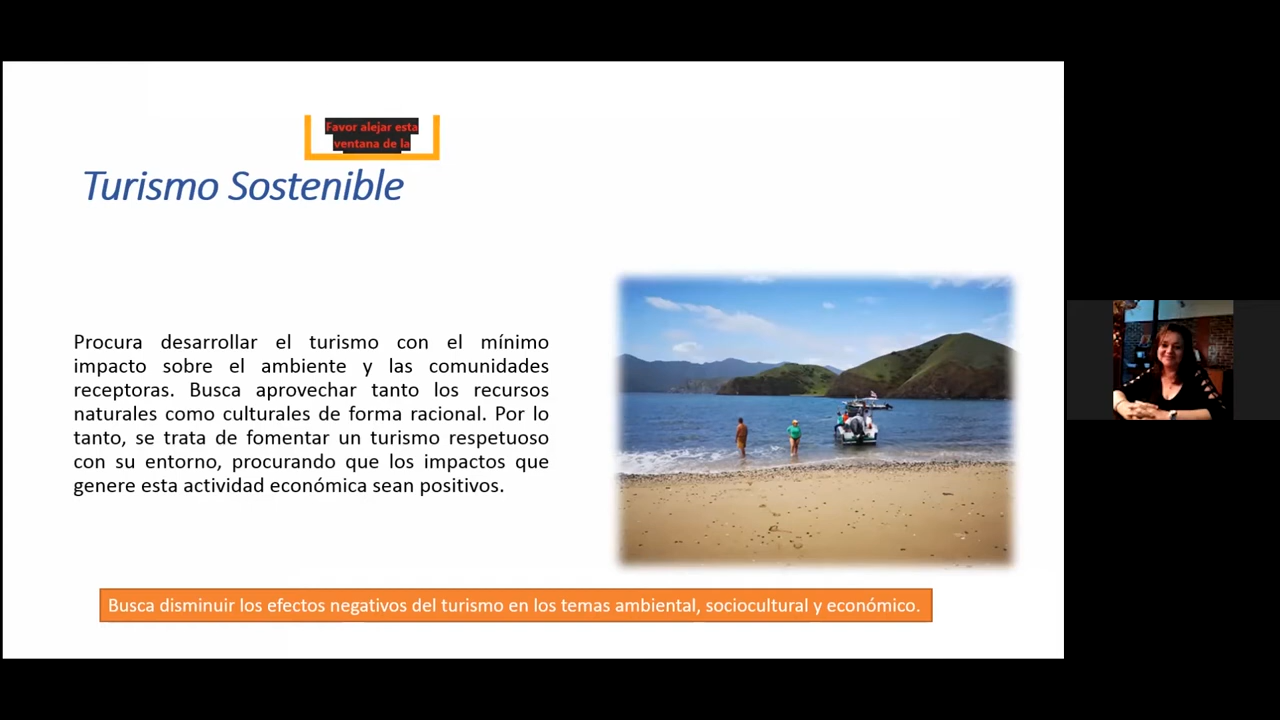 Favor alejar esta
ventana de la
Turismo Sostenible
Procura desarrollar el turismo con el mínimo
impacto sobre el ambiente y las comunidades
receptoras. Busca aprovechar tanto los recursos
naturales como culturales de forma racional. Por lo
tanto, se trata de fomentar un turismo respetuoso
con su entorno, procurando que los impactos que
genere esta actividad económica sean positivos.
Busca disminuir los efectos negativos del turismo en los temas ambiental, sociocultural y económico.